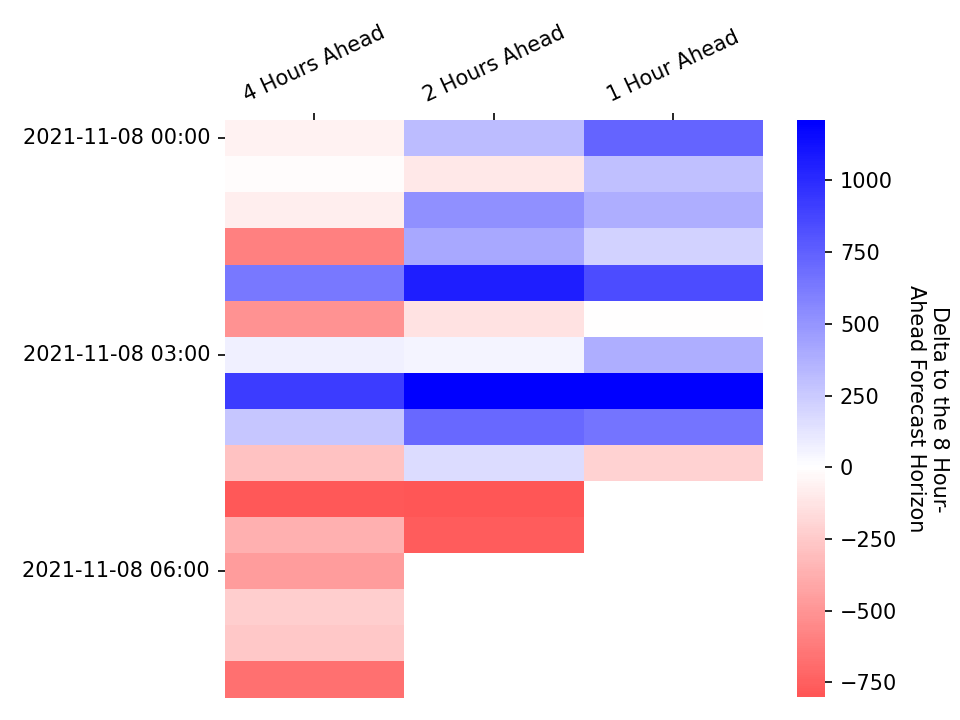 4 Hours Ahead
2 Hours Ahead
1 Hour Ahead
2021-11-08 00:00
2021-11-08 03:00
2021-11-08 06:00
1000
750
500
250
0
−250
−500
−750
Delta to the 8 Hour-
Ahead Forecast Horizon